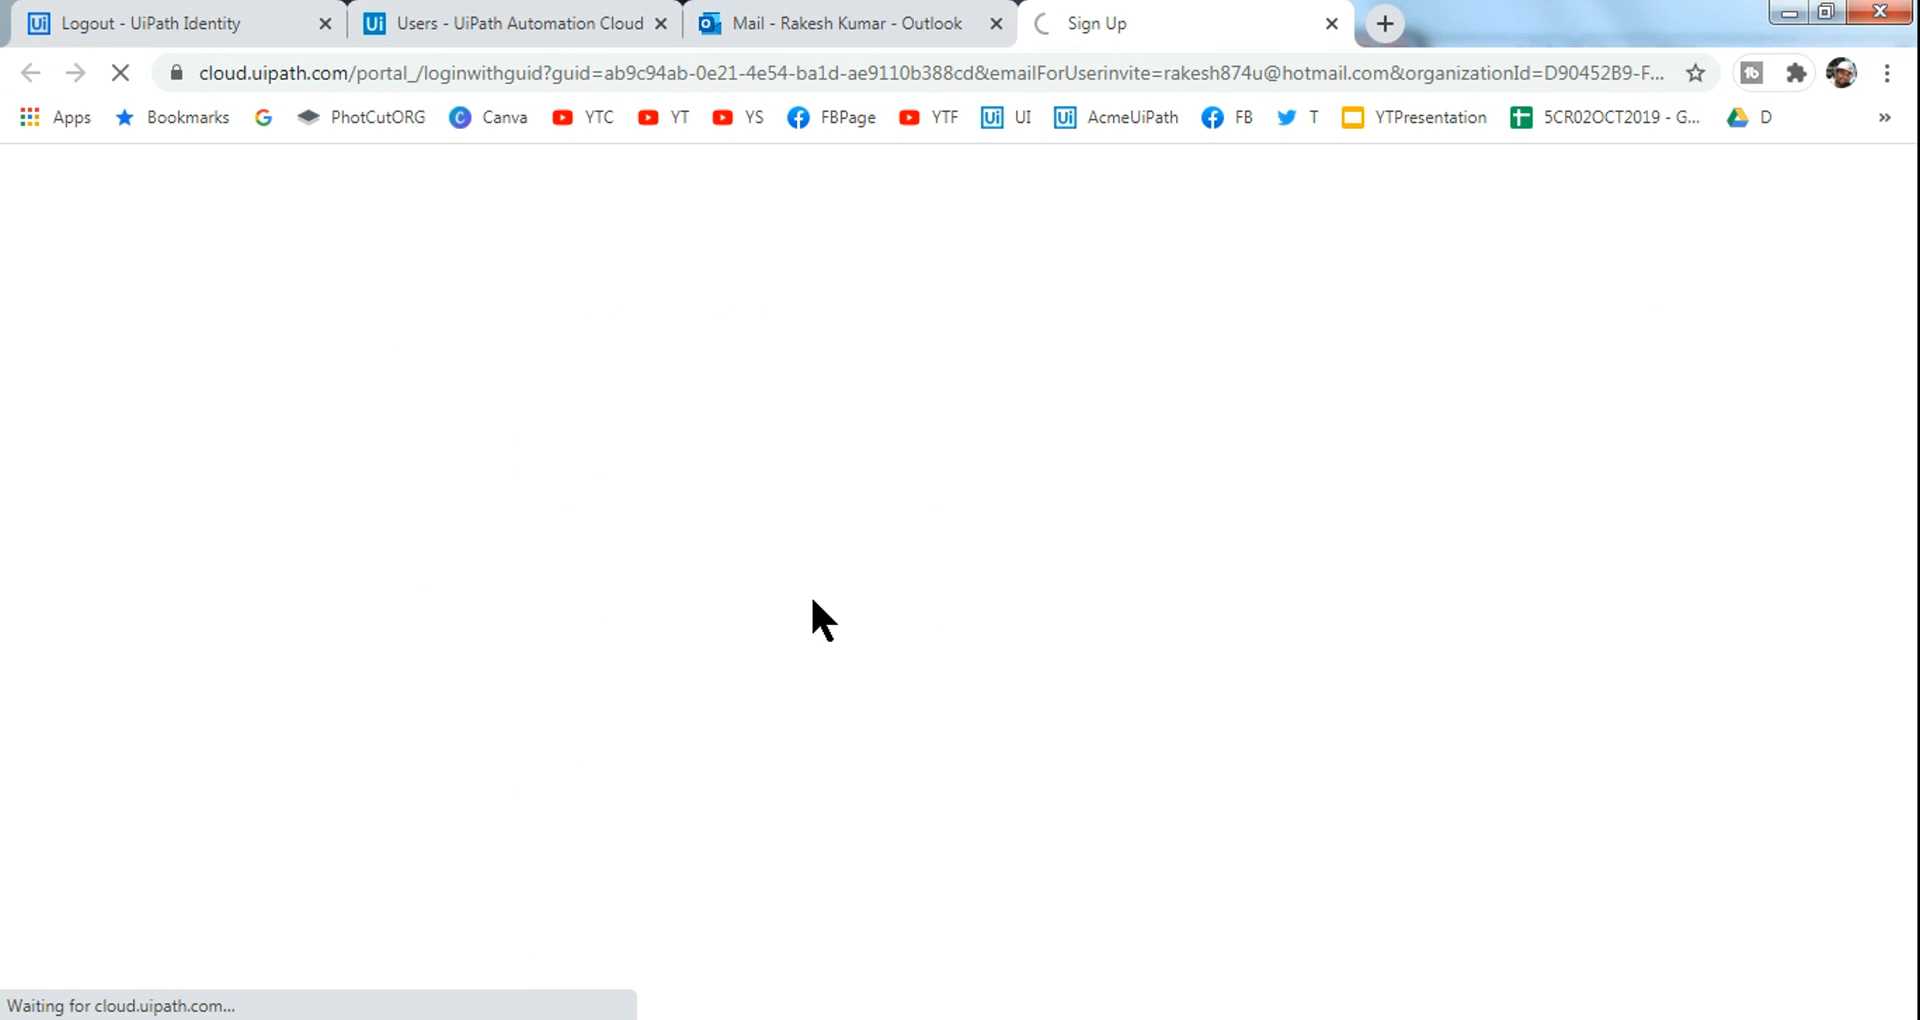 Logout - UiPath Identity
Users - UiPath Automation Cloud
Mail - Rakesh Kumar - Outlook
Sign Up
cloud.uipath.com/portal_/loginwithguid?guid=ab9c94ab-0e21-4e54-ba1d-ae9110b388cd&emailForUserinvite=rakesh874u@hotmail.com&organizationId=D90452B9-F...
Apps Bookmarks PhotCutORG Canva YTC YT YS FBPage YTF UI AcmeUiPath FB T YTPresentation 5CR02OCT2019 - G... D »
Waiting for cloud.uipath.com...